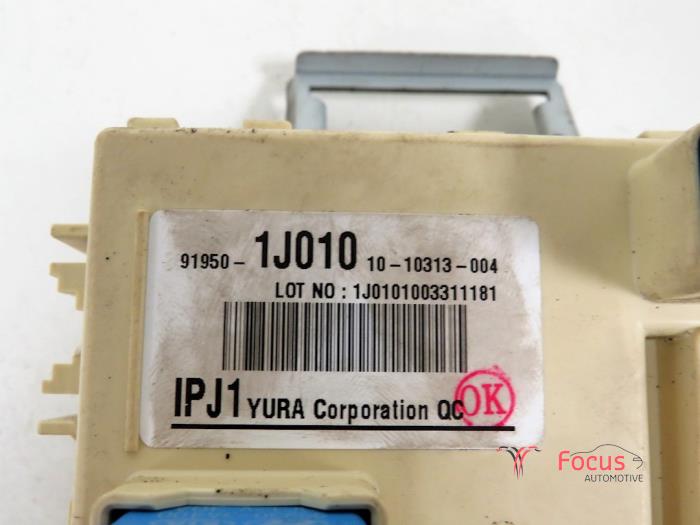 91950- 1J010 10-10313-004
LOT NO : 1J0101003311181
IPJ1 YURA Corporation QC OK
Focus
AUTOMOTIVE